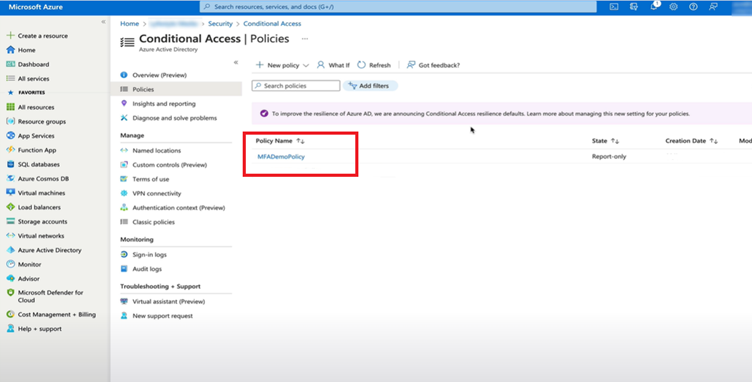 Microsoft Azure
Search resources, services, and docs (G+/)
Home > Security > Conditional Access
Conditional Access | Policies ...
Azure Active Directory
+ Create a resource
Home
Dashboard
All services
FAVORITES
All resources
Resource groups
App Services
Function App
SQL databases
Azure Cosmos DB
Virtual machines
Load balancers
Storage accounts
Virtual networks
Azure Active Directory
Monitor
Advisor
Microsoft Defender for
Cloud
Cost Management + Billing
Help + support
Overview (Preview)
Policies
Insights and reporting
Diagnose and solve problems
Manage
Named locations
Custom controls (Preview)
Terms of use
VPN connectivity
Authentication context (Preview)
Classic policies
Monitoring
Sign-in logs
Audit logs
Troubleshooting + Support
Virtual assistant (Preview)
New support request
+ New policy What If Refresh Got feedback?
Search policies Add filters
To improve the resilience of Azure AD, we are announcing Conditional Access resilience defaults. Learn more about managing this new setting for your policies.
Policy Name ↑↓ State ↑↓ Creation Date ↑↓ Mod
MFADemoPolicy Report-only